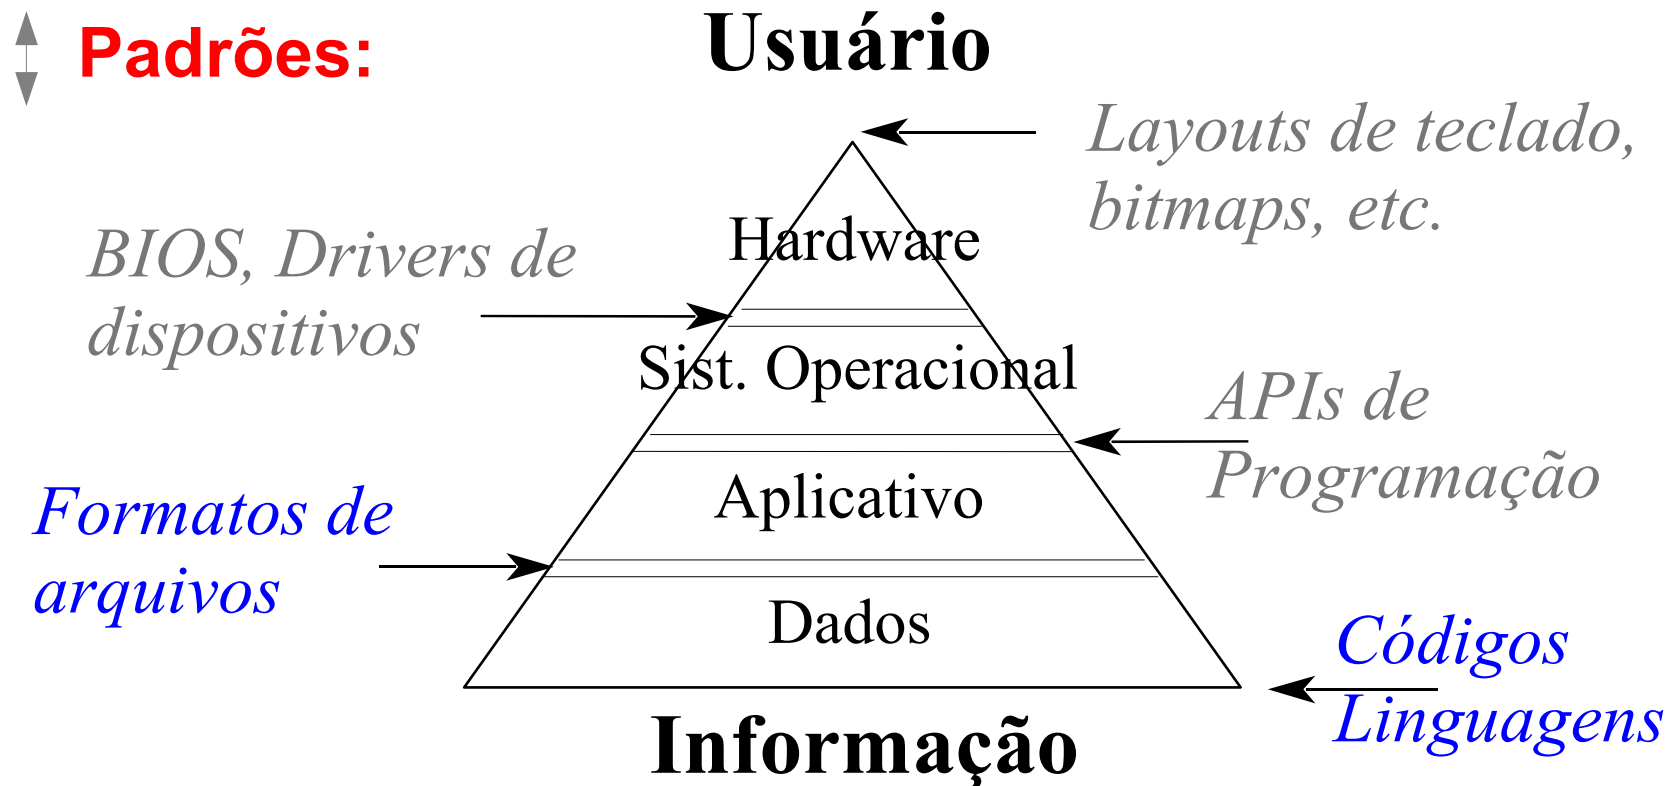 Padrões:
Usuário
Layouts de teclado,
bitmaps, etc.
Hardware
BIOS, Drivers de
dispositivos
Sist. Operacional
APIs de
Programação
Aplicativo
Formatos de
arquivos
Dados
Códigos
Linguagens
Informação